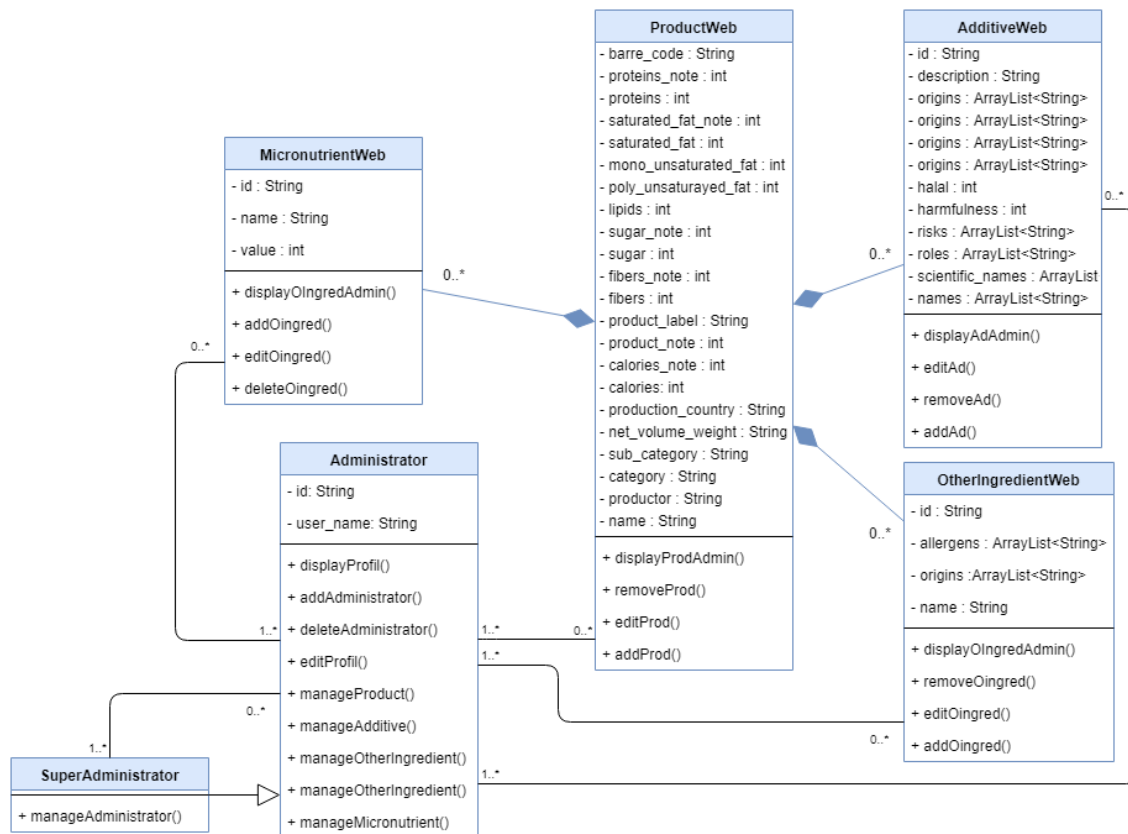 ProductWeb
- barre_code : String
- proteins_note : int
- proteins : int
- saturated_fat_note : int
- saturated_fat : int
- mono_unsaturated_fat : int
- poly_unsaturayed_fat : int
- lipids : int
- sugar_note : int
- sugar : int
- fibers_note : int
- fibers : int
- product_label : String
- product_note : int
- calories_note : int
- calories: int
- production_country : String
- net_volume_weight : String
- sub_category : String
- category : String
- productor : String
- name : String
+ displayProdAdmin()
+ removeProd()
+ editProd()
+ addProd()
AdditiveWeb
- id : String
- description : String
- origins : ArrayList<String>
- origins : ArrayList<String>
- origins : ArrayList<String>
- origins : ArrayList<String>
- halal : int
- harmfulness : int
- risks : ArrayList<String>
- roles : ArrayList<String>
- scientific_names : ArrayList
- names : ArrayList<String>
+ displayAdAdmin()
+ editAd()
+ removeAd()
+ addAd()
MicronutrientWeb
- id : String
- name : String
- value : int
+ displayOIngredAdmin()
+ addOingred()
+ editOingred()
+ deleteOingred()
Administrator
- id: String
- user_name: String
+ displayProfil()
+ addAdministrator()
+ deleteAdministrator()
+ editProfil()
+ manageProduct()
+ manageAdditive()
+ manageOtherIngredient()
+ manageOtherIngredient()
+ manageMicronutrient()
OtherIngredientWeb
- id : String
- allergens : ArrayList<String>
- origins :ArrayList<String>
- name : String
+ displayOIngredAdmin()
+ removeOingred()
+ editOingred()
+ addOingred()
SuperAdministrator
+ manageAdministrator()
0..*
0..*
0..*
0..*
0..*
1..*
1..*
0..*
1..*
0..*
0..*
1..*
1..*
0..*